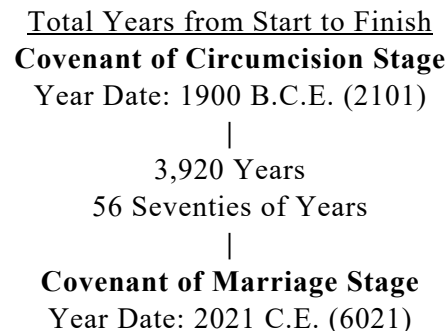 Total Years from Start to Finish
Covenant of Circumcision Stage
Year Date: 1900 B.C.E. (2101)
|
3,920 Years
56 Seventies of Years
|
Covenant of Marriage Stage
Year Date: 2021 C.E. (6021)